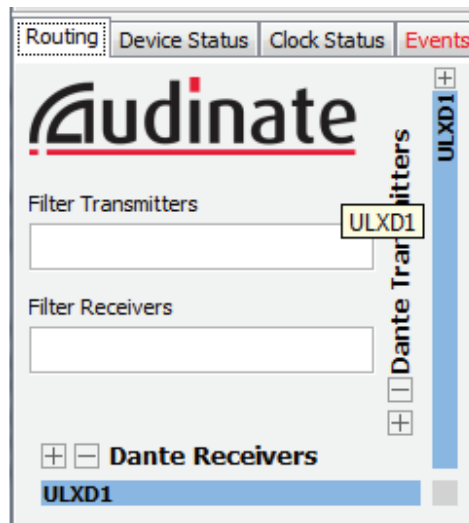 Routing Device Status Clock Status Events
Audinate
Filter Transmitters
ULXD1
Filter Receivers
Dante Transmitters
ULXD1
Dante Receivers
ULXD1